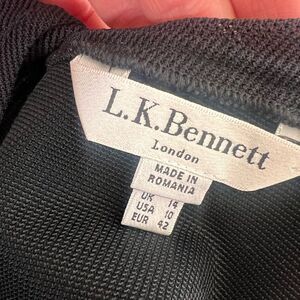 L.K.Bennett
London
MADE IN
ROMANIA
UK 14
USA 10
EUR 42